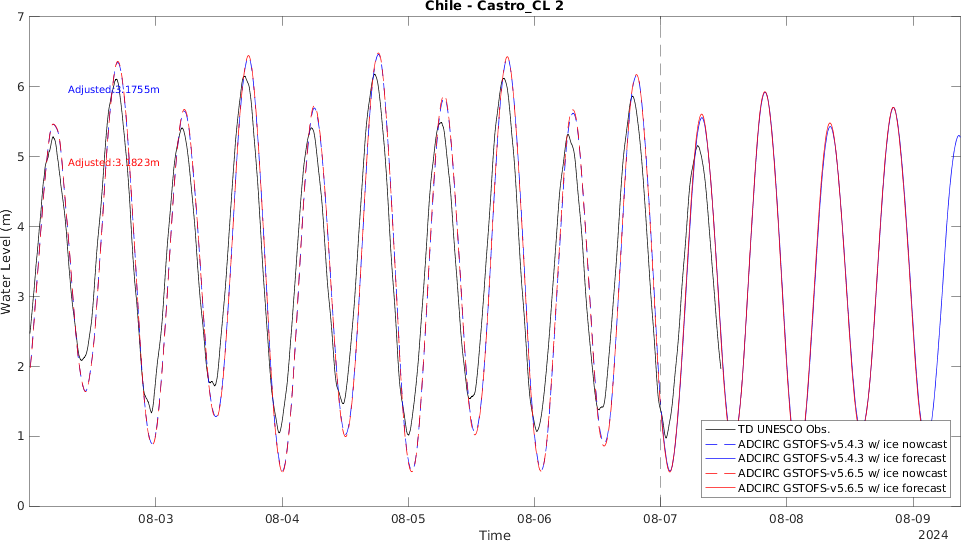 Chile - Castro_CL 2
7
6
5
4
3
2
1
0
Water Level (m)
Adjusted:3.1755m
Adjusted:3.1823m
TD UNESCO Obs.
ADCIRC GSTOFS-v5.4.3 w/ ice nowcast
ADCIRC GSTOFS-v5.4.3 w/ ice forecast
ADCIRC GSTOFS-v5.6.5 w/ ice nowcast
ADCIRC GSTOFS-v5.6.5 w/ ice forecast
08-03 08-04 08-05 08-06 08-07 08-08 08-09
Time
2024